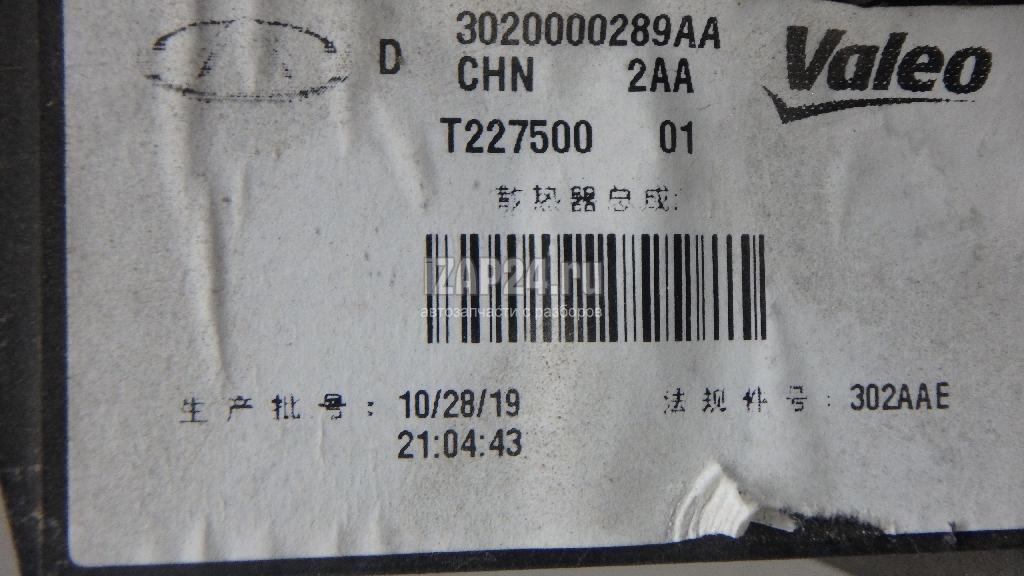 D 3020000289AA
CHN 2AA
Valeo
T227500 01
散热器总成:
IZAP24.ru
автозапчасти с разборов
生产批号: 10/28/19
21:04:43
法规件号: 302AAE